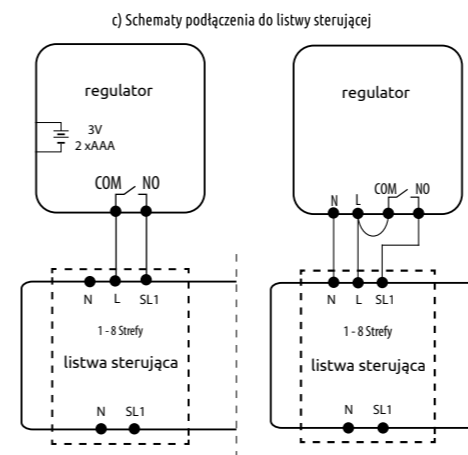 c) Schematy podłączenia do listwy sterującej
regulator
3V
2 xAAA
COM NO
N L SL1
1 - 8 Strefy
listwa sterująca
N SL1
regulator
N L COM NO
N L SL1
1 - 8 Strefy
listwa sterująca
N SL1